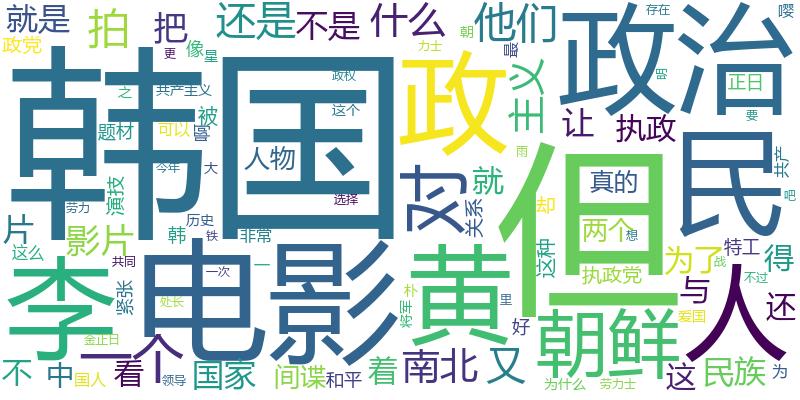 就是
拍
把
还是
不是
什么
他们
存在
嘤
政党
更
像
星
力士
朝
最
政治
韩国
政
主义
明
正日
共产主义
之
政权
被
题材
可以
喜
这个
让
执政
要
人物
对
民
共产
今年
大
演技
就
但
真的
雨
吧
劳力
选择
关系
却
片
历史
铁
两个
想
影片
韩
非常
这种
为了
特工
得
这么
李
电影
黄
共同
一
一次
紧张
执政党
战
与
人
不过
处长
朴
里
将军
还
一个
金正日
好
朝鲜
爱国
不
中
国人
看
领导
国家
间谍
和平
着
南北
又
为什么
劳力士
这
民族
为